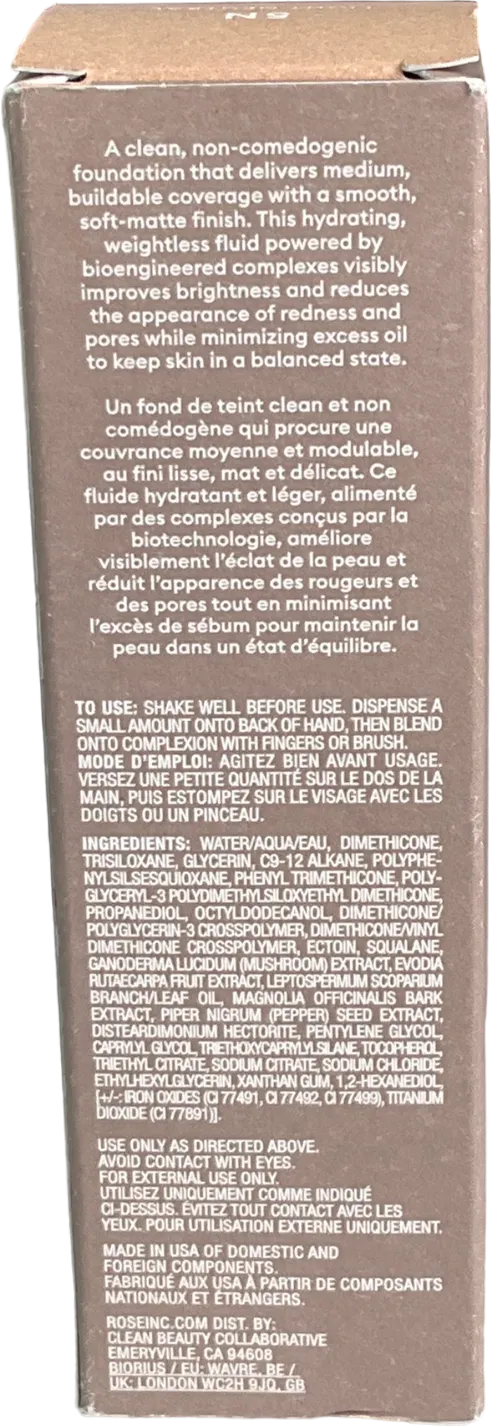 5N
A clean, non-comedogenic
foundation that delivers medium,
buildable coverage with a smooth,
soft-matte finish. This hydrating,
weightless fluid powered by
bioengineered complexes visibly
improves brightness and reduces
the appearance of redness and
pores while minimizing excess oil
to keep skin in a balanced state.
Un fond de teint clean et non
comédogène qui procure une
couvrance moyenne et modulable,
au fini lisse, mat et délicat. Ce
fluide hydratant et léger, alimenté
par des complexes conçus par la
biotechnologie, améliore
visiblement l'éclat de la peau et
réduit l'apparence des rougeurs et
des pores tout en minimisant
l'excès de sébum pour maintenir la
peau dans un état d'équilibre.
TO USE: SHAKE WELL BEFORE USE. DISPENSE A
SMALL AMOUNT ONTO BACK OF HAND, THEN BLEND
ONTO COMPLEXION WITH FINGERS OR BRUSH.
MODE D'EMPLOI: AGITEZ BIEN AVANT USAGE.
VERSEZ UNE PETITE QUANTITÉ SUR LE DOS DE LA
MAIN, PUIS ESTOMPEZ SUR LE VISAGE AVEC LES
DOIGTS OU UN PINCEAU.
INGREDIENTS: WATER/AQUA/EAU, DIMETHICONE,
TRISILOXANE, GLYCERIN, C9-12 ALKANE, POLYPHE-
NYLSILSESQUIOXANE, PHENYL TRIMETHICONE, POLY-
GLYCERYL-3 POLYDIMETHYLSILOXYETHYL DIMETHICONE,
PROPANEDIOL, OCTYLDODECANOL, DIMETHICONE/
POLYGLYCERIN-3 CROSSPOLYMER, DIMETHICONE/VINYL
DIMETHICONE CROSSPOLYMER, ECTOIN, SQUALANE,
GANODERMA LUCIDUM (MUSHROOM) EXTRACT, EVODIA
RUTAECARPA FRUIT EXTRACT, LEPTOSPERMUM SCOPARIUM
BRANCH/LEAF OIL, MAGNOLIA OFFICINALIS BARK
EXTRACT, PIPER NIGRUM (PEPPER) SEED EXTRACT,
DISTEARDIMONIUM HECTORITE, PENTYLENE GLYCOL,
CAPRYLYL GLYCOL, TRIETHOXYCAPRYLYLSILANE, TOCOPHEROL,
TRIETHYL CITRATE, SODIUM CITRATE, SODIUM CHLORIDE,
ETHYLHEXYLGLYCERIN, XANTHAN GUM, 1,2-HEXANEDIOL,
[+/-: IRON OXIDES (CI 77491, CI 77492, CI 77499), TITANIUM
DIOXIDE (CI 77891)].
USE ONLY AS DIRECTED ABOVE.
AVOID CONTACT WITH EYES.
FOR EXTERNAL USE ONLY.
UTILISEZ UNIQUEMENT COMME INDIQUÉ
CI-DESSUS. ÉVITEZ TOUT CONTACT AVEC LES
YEUX. POUR UTILISATION EXTERNE UNIQUEMENT.
MADE IN USA OF DOMESTIC AND
FOREIGN COMPONENTS.
FABRIQUÉ AUX USA À PARTIR DE COMPOSANTS
NATIONAUX ET ÉTRANGERS.
ROSEINC.COM DIST. BY:
CLEAN BEAUTY COLLABORATIVE
EMERYVILLE, CA 94608
BIORIUS / EU: WAVRE, BE /
UK: LONDON WC2H 9JQ, GB